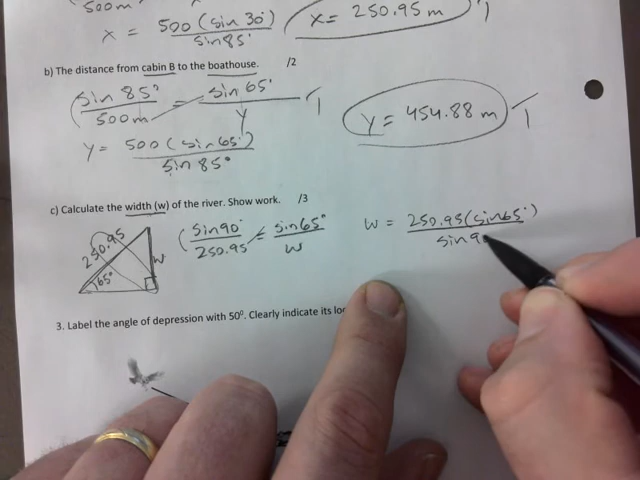 500m
x = 500 (sin 30°) / sin 85°
x = 250.95 m
b) The distance from cabin B to the boathouse. /2
sin 85° / 500m = sin 65° / y
y = 454.88 m
y = 500 (sin 65°) / sin 85°
c) Calculate the width (w) of the river. Show work. /3
250.95
w
65°
sin 90° / 250.95 = sin 65° / w
w = 250.95 (sin 65°) / sin 9
3. Label the angle of depression with 50⁰. Clearly indicate its